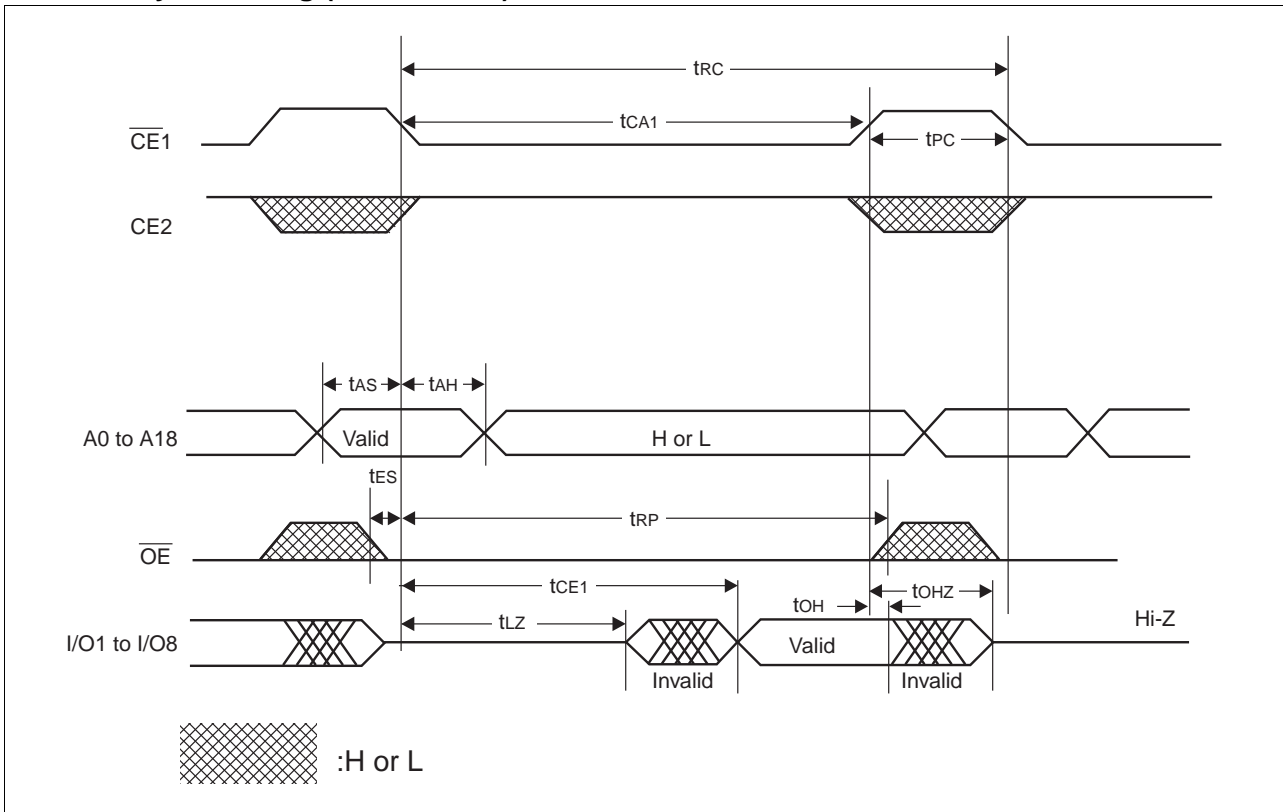 tRC
tCA1
CE1
tPC
CE2
tAS
tAH
A0 to A18
Valid
H or L
tES
tRP
OE
tCE1
tOHZ
tOH
tLZ
Hi-Z
I/O1 to I/O8
Valid
Invalid
Invalid
:H or L